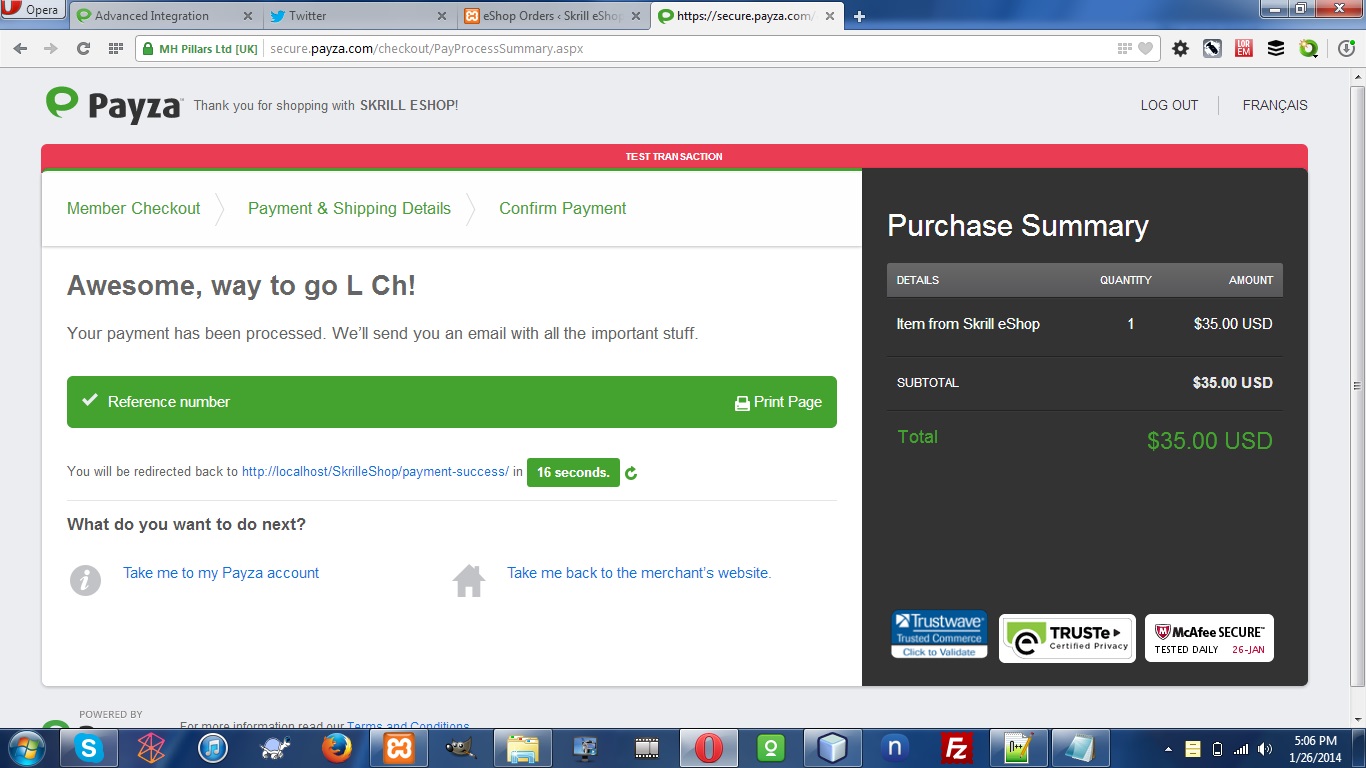 Opera
Advanced Integration
Twitter
eShop Orders ‹ Skrill eShop
https://secure.payza.com/
MH Pillars Ltd [UK]
secure.payza.com/checkout/PayProcessSummary.aspx
LOR
EM
Payza
Thank you for shopping with SKRILL ESHOP!
LOG OUT
FRANÇAIS
TEST TRANSACTION
Member Checkout
Payment & Shipping Details
Confirm Payment
Awesome, way to go L Ch!
Your payment has been processed. We'll send you an email with all the important stuff.
Reference number
Print Page
You will be redirected back to http://localhost/SkrilleShop/payment-success/ in 16 seconds.
What do you want to do next?
Take me to my Payza account
Take me back to the merchant's website.
Purchase Summary
DETAILS QUANTITY AMOUNT
Item from Skrill eShop 1 $35.00 USD
SUBTOTAL $35.00 USD
Total $35.00 USD
Trustwave
Trusted Commerce
Click to Validate
TRUSTe
Certified Privacy
McAfee SECURE™
TESTED DAILY 26-JAN
POWERED BY
For more information read our Terms and Conditions
5:06 PM
1/26/2014